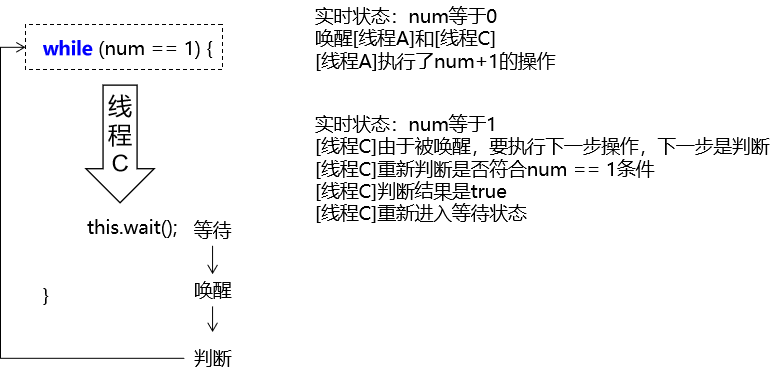 while (num == 1) {
线程C
this.wait(); 等待
唤醒
}
判断
实时状态：num等于0
唤醒[线程A]和[线程C]
[线程A]执行了num+1的操作
实时状态：num等于1
[线程C]由于被唤醒，要执行下一步操作，下一步是判断
[线程C]重新判断是否符合num == 1条件
[线程C]判断结果是true
[线程C]重新进入等待状态